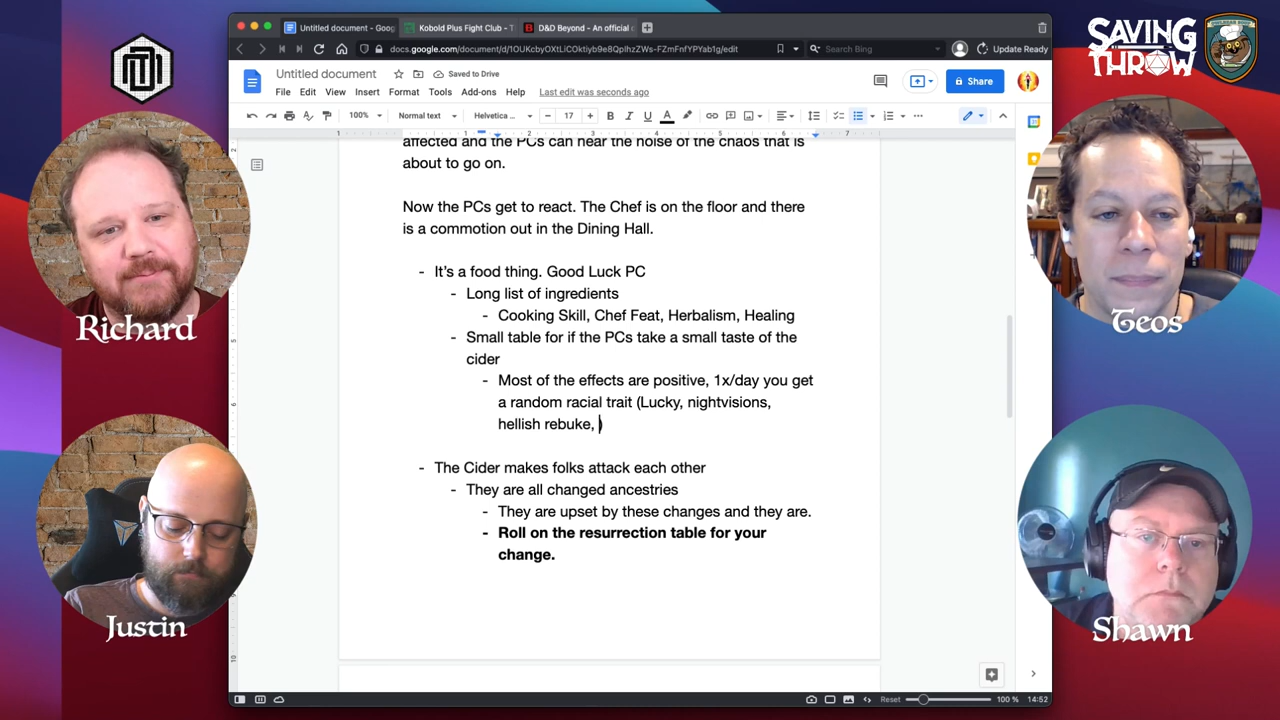 Untitled document - Goo
Kobold Plus Fight Club - T
D&D Beyond - An official
docs.google.com/document/d/10UKcbyOXtLiCOktiyb9e8QpIhzZWs-FZmFnfYPYab1g/edit
Search Bing
Update Ready
Untitled document
Saved to Drive
File Edit View Insert Format Tools Add-ons Help Last edit was seconds ago
Share
100% Normal text Helvetica ... 17
affected and the PCs can hear the noise of the chaos that is
about to go on.
Now the PCs get to react. The Chef is on the floor and there
is a commotion out in the Dining Hall.
- It's a food thing. Good Luck PC
- Long list of ingredients
- Cooking Skill, Chef Feat, Herbalism, Healing
- Small table for if the PCs take a small taste of the
cider
- Most of the effects are positive, 1x/day you get
a random racial trait (Lucky, nightvisions,
hellish rebuke, )
- The Cider makes folks attack each other
- They are all changed ancestries
- They are upset by these changes and they are.
- Roll on the resurrection table for your
change.
Reset 100 % 14:52
Richard
Justin
SAVING
THROW
Teos
Shawn